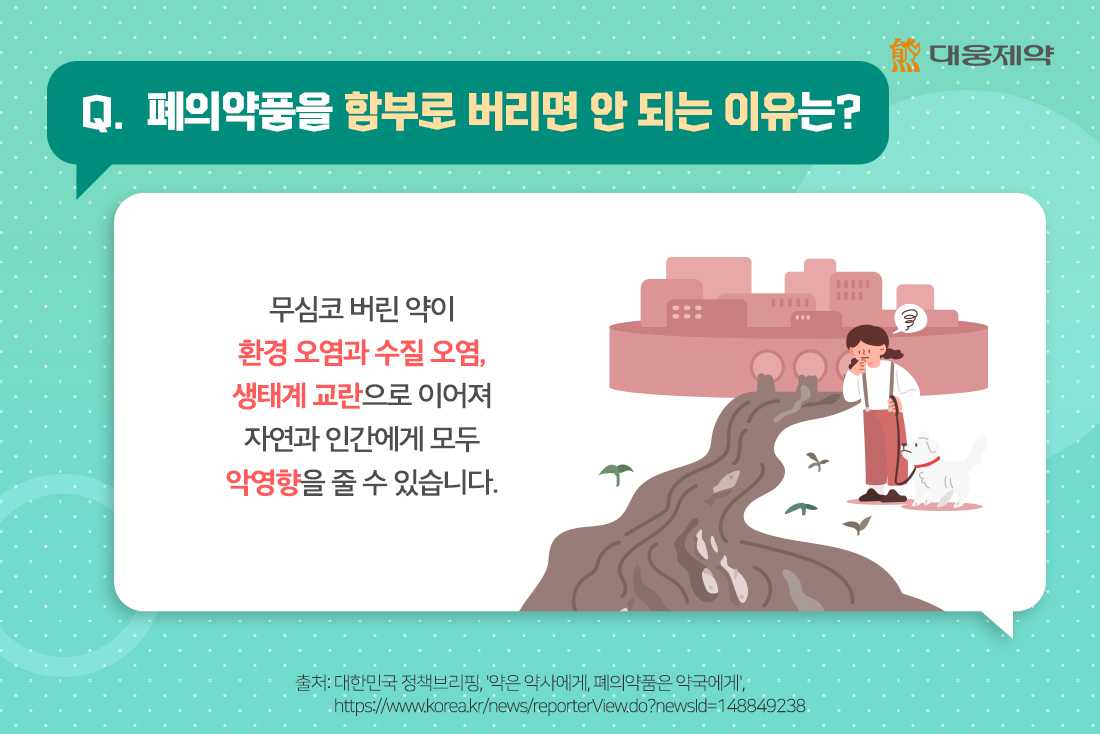 대웅제약
Q. 폐의약품을 함부로 버리면 안 되는 이유는?
무심코 버린 약이
환경 오염과 수질 오염,
생태계 교란으로 이어져
자연과 인간에게 모두
악영향을 줄 수 있습니다.
출처: 대한민국 정책브리핑, '약은 약사에게, 폐의약품은 약국에게',
https://www.korea.kr/news/reporterView.do?newsId=148849238